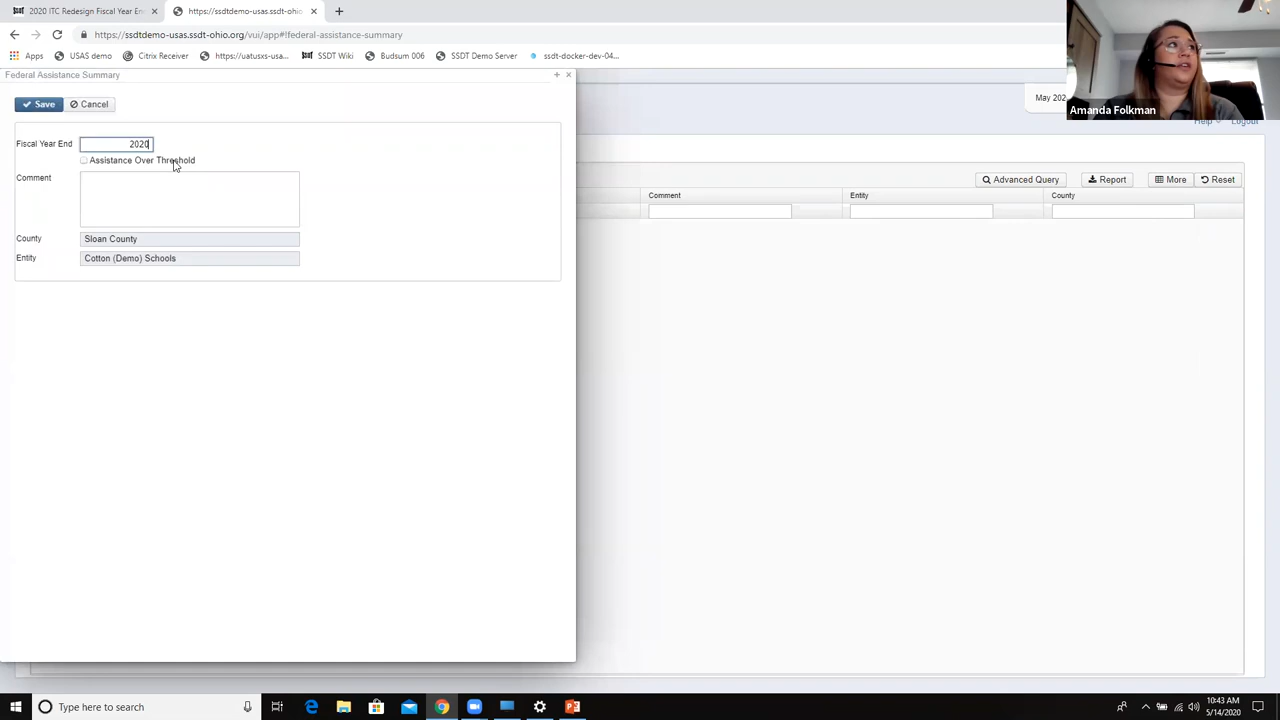 2020 ITC Redesign Fiscal Year En
https://ssdtdemo-usas.ssdt-ohio
https://ssdtdemo-usas.ssdt-ohio.org/vui/app#!federal-assistance-summary
Apps
USAS demo
Citrix Receiver
https://uatusxs-usa...
SSDT Wiki
Budsum 006
SSDT Demo Server
ssdt-docker-dev-04...
Federal Assistance Summary
Save
Cancel
Fiscal Year End
2020
Assistance Over Threshold
Comment
County
Sloan County
Entity
Cotton (Demo) Schools
May 202
Amanda Folkman
Help
Logout
Advanced Query
Report
More
Reset
Comment
Entity
County
Type here to search
10:43 AM
5/14/2020